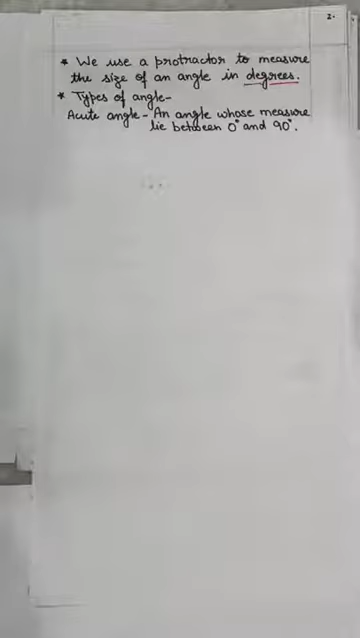 2.
* We use a protractor to measure
the size of an angle in degrees.
* Types of angle-
Acute angle - An angle whose measure
lie between 0° and 90°.